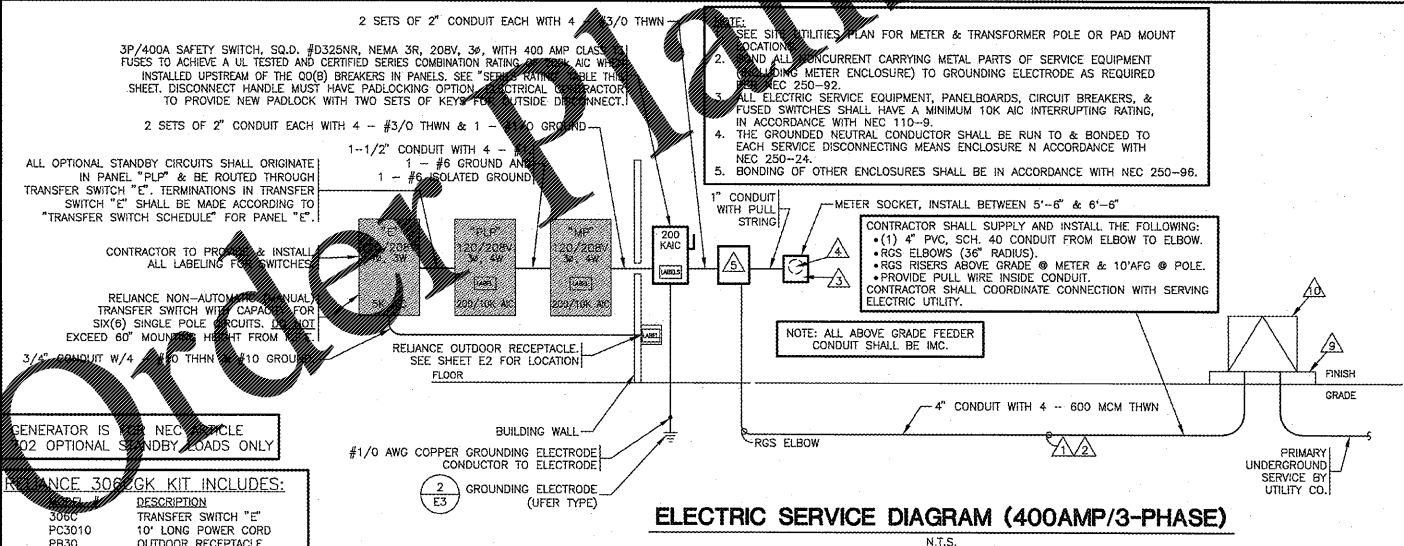 2 SETS OF 2" CONDUIT EACH WITH 4 - #3/0 THWN
3P/400A SAFETY SWITCH, SQ.D. #D325NR, NEMA 3R, 208V, 3ø, WITH 400 AMP CLASS
FUSES TO ACHIEVE A UL TESTED AND CERTIFIED SERIES COMBINATION RATING AIC WHEN
INSTALLED UPSTREAM OF THE QO(B) BREAKERS IN PANELS. SEE "SERIES RATING" TABLE THIS
SHEET. DISCONNECT HANDLE MUST HAVE PADLOCKING OPTION. ELECTRICAL CONTRACTOR
TO PROVIDE NEW PADLOCK WITH TWO SETS OF KEYS FOR OUTSIDE DISCONNECT.
2 SETS OF 2" CONDUIT EACH WITH 4 - #3/0 THWN & 1 - GROUND
1-1/2" CONDUIT WITH 4 -
1 - #6 GROUND AND
1 - #6 ISOLATED GROUND
ALL OPTIONAL STANDBY CIRCUITS SHALL ORIGINATE
IN PANEL "PLP" & BE ROUTED THROUGH
TRANSFER SWITCH "E". TERMINATIONS IN TRANSFER
SWITCH "E" SHALL BE MADE ACCORDING TO
"TRANSFER SWITCH SCHEDULE" FOR PANEL "E".
CONTRACTOR TO PROVIDE & INSTALL
ALL LABELING FOR SWITCHES
RELIANCE NON-AUTOMATIC (MANUAL)
TRANSFER SWITCH WITH CAPACITY FOR
SIX(6) SINGLE POLE CIRCUITS. DO NOT
EXCEED 60" MOUNTING HEIGHT FROM
3/4" CONDUIT W/4 - #10 THHN & #10 GROUND
"PLP"
120/208V
3ø, 4W
LABEL
200/10K AIC
"MP"
120/208V
3ø, 4W
LABEL
200/10K AIC
200
KAIC
LABELS
5
4
3
1" CONDUIT
WITH PULL
STRING
METER SOCKET, INSTALL BETWEEN 5'-6" & 6'-6"
NOTE:
SEE SITE UTILITIES PLAN FOR METER & TRANSFORMER POLE OR PAD MOUNT
LOCATIONS
2. BOND ALL NONCURRENT CARRYING METAL PARTS OF SERVICE EQUIPMENT
(INCLUDING METER ENCLOSURE) TO GROUNDING ELECTRODE AS REQUIRED
PER NEC 250-92.
3. ALL ELECTRIC SERVICE EQUIPMENT, PANELBOARDS, CIRCUIT BREAKERS, &
FUSED SWITCHES SHALL HAVE A MINIMUM 10K AIC INTERRUPTING RATING,
IN ACCORDANCE WITH NEC 110-9.
4. THE GROUNDED NEUTRAL CONDUCTOR SHALL BE RUN TO & BONDED TO
EACH SERVICE DISCONNECTING MEANS ENCLOSURE N ACCORDANCE WITH
NEC 250-24.
5. BONDING OF OTHER ENCLOSURES SHALL BE IN ACCORDANCE WITH NEC 250-96.
CONTRACTOR SHALL SUPPLY AND INSTALL THE FOLLOWING:
• (1) 4" PVC, SCH. 40 CONDUIT FROM ELBOW TO ELBOW.
• RGS ELBOWS (36" RADIUS).
• RGS RISERS ABOVE GRADE @ METER & 10'AFG @ POLE.
• PROVIDE PULL WIRE INSIDE CONDUIT.
CONTRACTOR SHALL COORDINATE CONNECTION WITH SERVING
ELECTRIC UTILITY.
NOTE: ALL ABOVE GRADE FEEDER
CONDUIT SHALL BE IMC.
10
9
FINISH
GRADE
LABEL
RELIANCE OUTDOOR RECEPTACLE.
SEE SHEET E2 FOR LOCATION
FLOOR
BUILDING WALL
#1/0 AWG COPPER GROUNDING ELECTRODE
CONDUCTOR TO ELECTRODE
2
E3
GROUNDING ELECTRODE
(UFER TYPE)
RGS ELBOW
4" CONDUIT WITH 4 -- 600 MCM THWN
1
2
PRIMARY
UNDERGROUND
SERVICE BY
UTILITY CO.
GENERATOR IS FOR NEC ARTICLE
702 OPTIONAL STANDBY LOADS ONLY
RELIANCE 306CGK KIT INCLUDES:
MODEL # DESCRIPTION
306C TRANSFER SWITCH "E"
PC3010 10' LONG POWER CORD
PB30 OUTDOOR RECEPTACLE
ELECTRIC SERVICE DIAGRAM (400AMP/3-PHASE)
N.T.S.
Order Plan